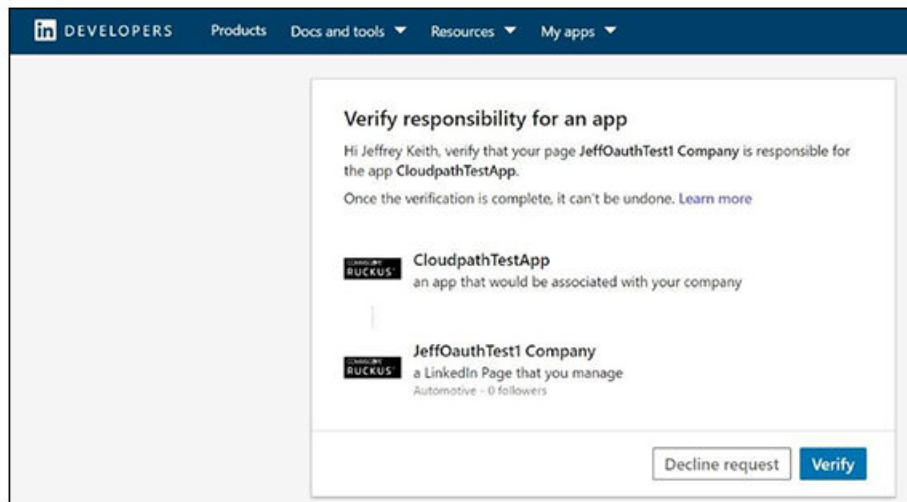 in DEVELOPERS Products Docs and tools Resources My apps
Verify responsibility for an app
Hi Jeffrey Keith, verify that your page JeffOauthTest1 Company is responsible for
the app CloudpathTestApp.
Once the verification is complete, it can't be undone. Learn more
COMMSCOPE
RUCKUS
CloudpathTestApp
an app that would be associated with your company
COMMSCOPE
RUCKUS
JeffOauthTest1 Company
a LinkedIn Page that you manage
Automotive - 0 followers
Decline request Verify